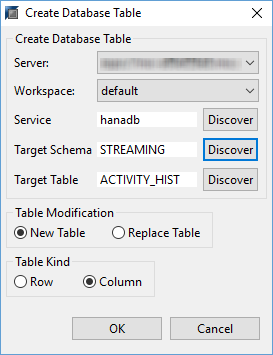 Create Database Table
Create Database Table
Server:
Workspace: default
Service hanadb Discover
Target Schema STREAMING Discover
Target Table ACTIVITY_HIST Discover
Table Modification
New Table Replace Table
Table Kind
Row Column
OK Cancel